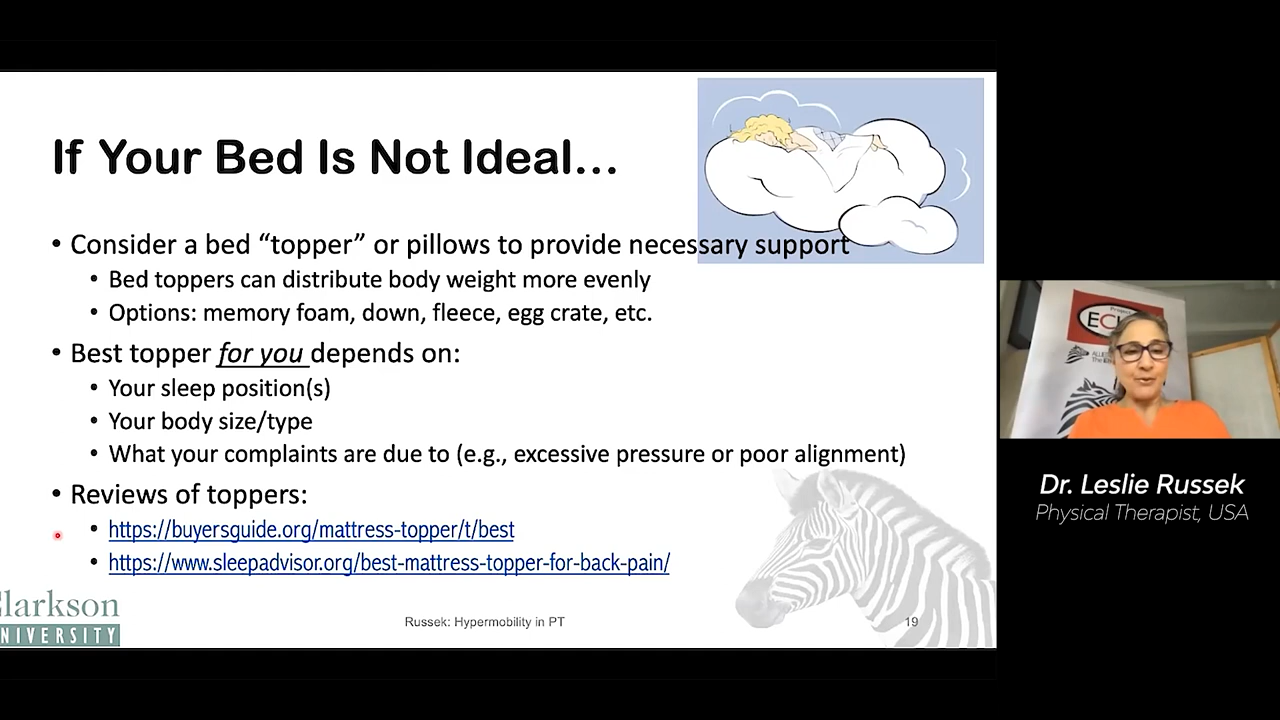 If Your Bed Is Not Ideal…
• Consider a bed “topper” or pillows to provide necessary support
• Bed toppers can distribute body weight more evenly
• Options: memory foam, down, fleece, egg crate, etc.
• Best topper for you depends on:
• Your sleep position(s)
• Your body size/type
• What your complaints are due to (e.g., excessive pressure or poor alignment)
• Reviews of toppers:
• https://buyersguide.org/mattress-topper/t/best
• https://www.sleepadvisor.org/best-mattress-topper-for-back-pain/
larkson
NIVERSITY
Russek: Hypermobility in PT
19
Project
Dr. Leslie Russek
Physical Therapist, USA